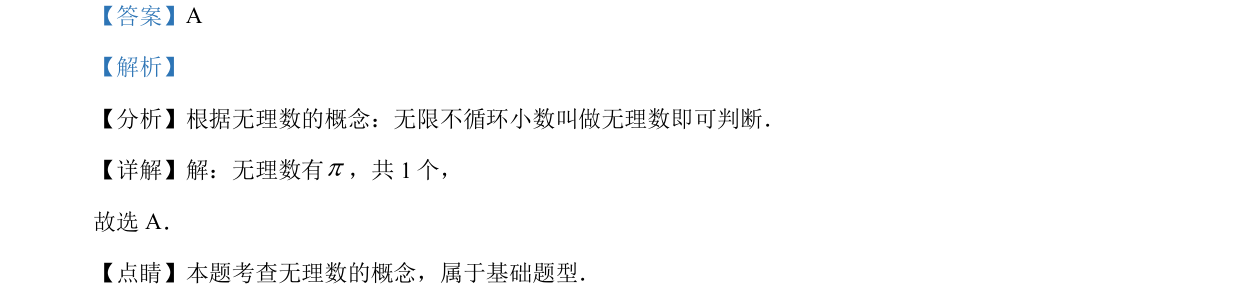 【答案】A
【解析】
【分析】根据无理数的概念：无限不循环小数叫做无理数即可判断．
【详解】解：无理数有π，共 1 个，
故选 A．
【点睛】本题考查无理数的概念，属于基础题型．